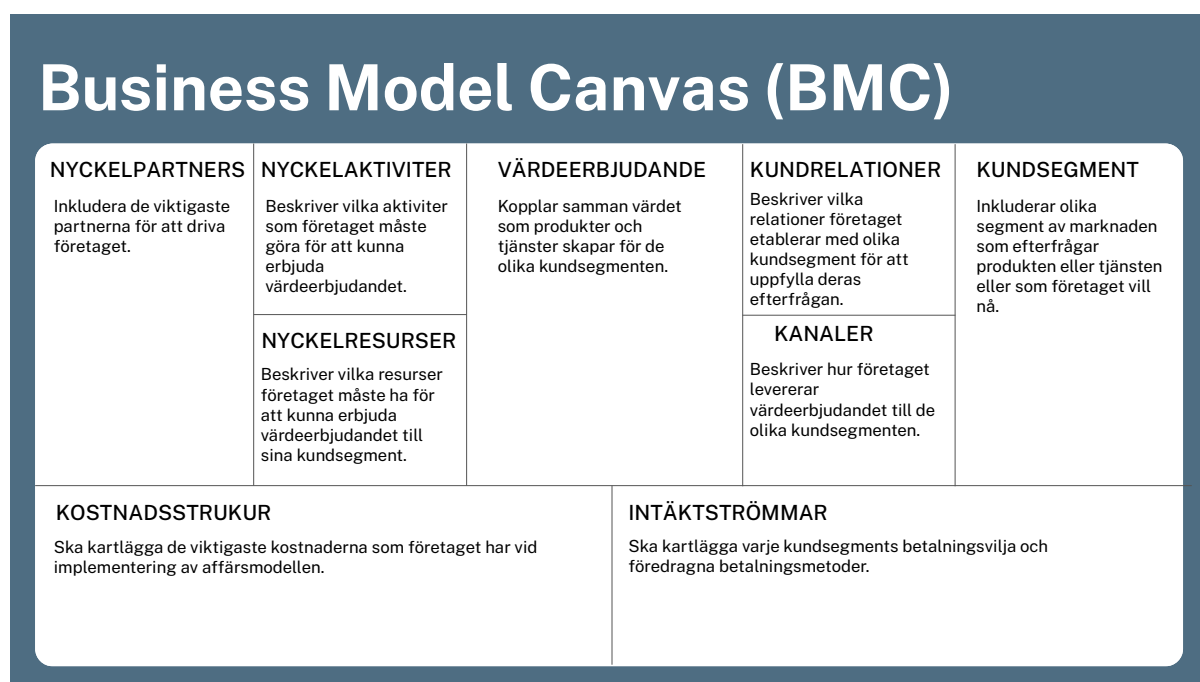 Business Model Canvas (BMC)
NYCKELPARTNERS
Inkludera de viktigaste
partnerna för att driva
företaget.
NYCKELAKTIVITER
Beskriver vilka aktiviter
som företaget måste
göra för att kunna
erbjuda
värdeerbjudandet.
NYCKELRESURSER
Beskriver vilka resurser
företaget måste ha för
att kunna erbjuda
värdeerbjudandet till
sina kundsegment.
VÄRDEERBJUDANDE
Kopplar samman värdet
som produkter och
tjänster skapar för de
olika kundsegmenten.
KUNDRELATIONER
Beskriver vilka
relationer företaget
etablerar med olika
kundsegment för att
uppfylla deras
efterfrågan.
KANALER
Beskriver hur företaget
levererar
värdeerbjudandet till de
olika kundsegmenten.
KUNDSEGMENT
Inkluderar olika
segment av marknaden
som efterfrågar
produkten eller tjänsten
eller som företaget vill
nå.
KOSTNADSSTRUKUR
Ska kartlägga de viktigaste kostnaderna som företaget har vid
implementering av affärsmodellen.
INTÄKTSTRÖMMAR
Ska kartlägga varje kundsegments betalningsvilja och
föredragna betalningsmetoder.